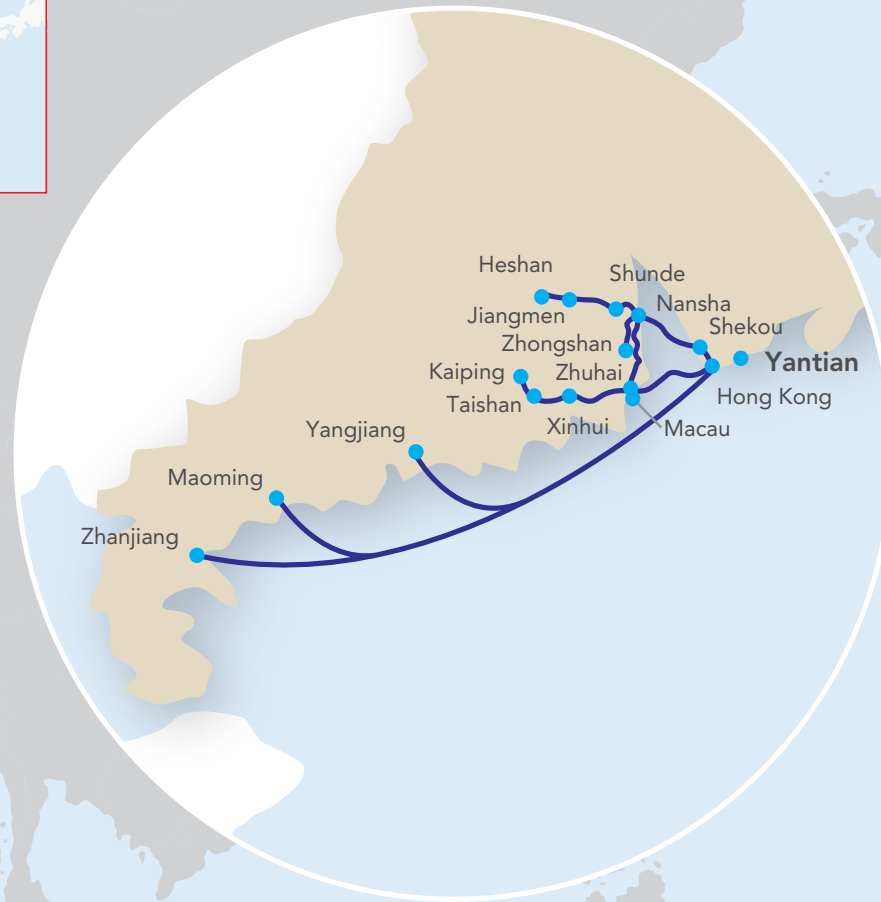 Heshan
Shunde
Nansha
Jiangmen
Shekou
Zhongshan
Yantian
Kaiping
Zhuhai
Taishan
Hong Kong
Xinhui
Macau
Yangjiang
Maoming
Zhanjiang